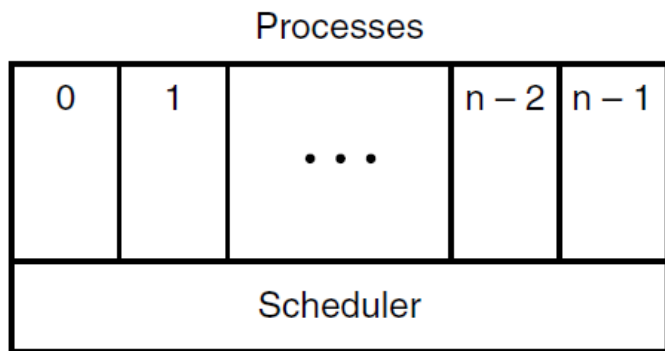 Processes
0 1 • • • n – 2 n – 1
Scheduler